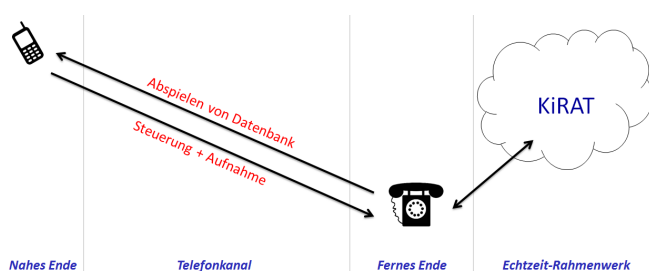 KiRAT
Abspielen von Datenbank
Steuerung + Aufnahme
Nahes Ende
Telefonkanal
Fernes Ende
Echtzeit-Rahmenwerk